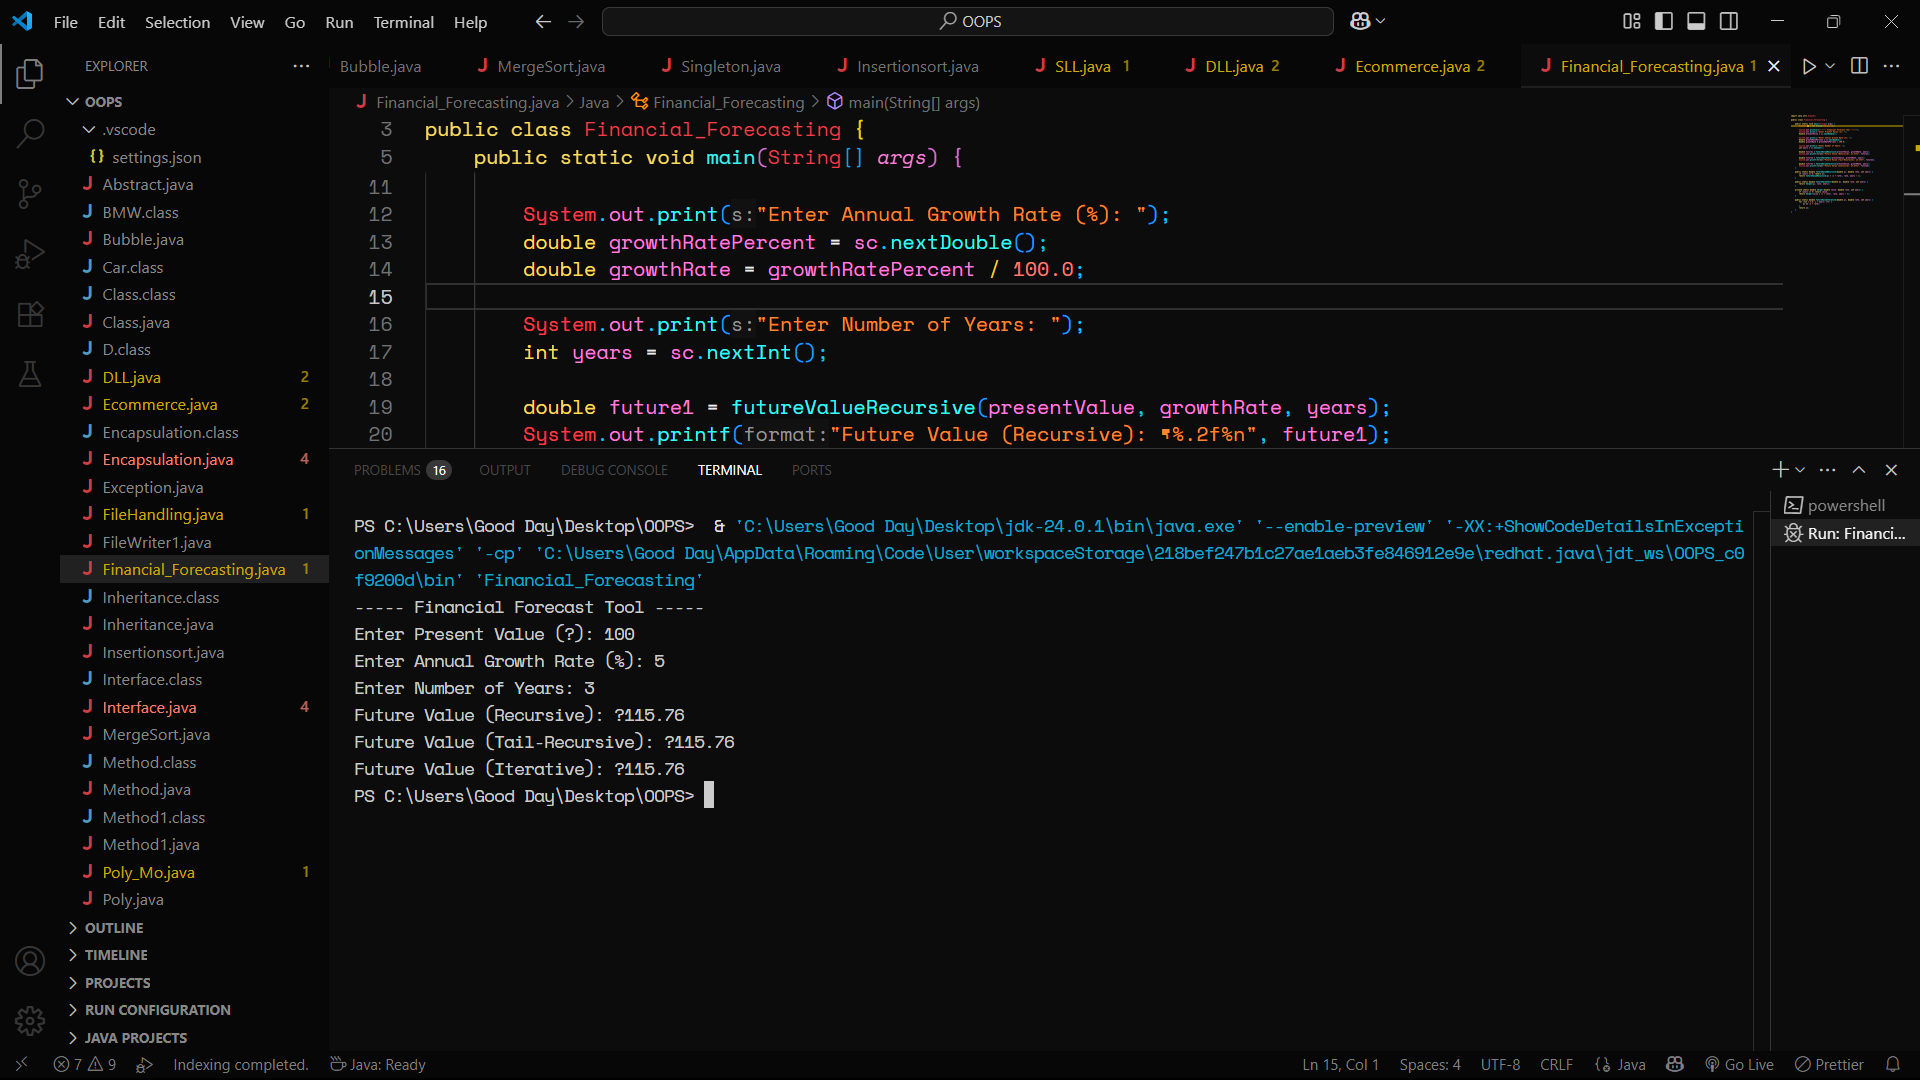 File Edit Selection View Go Run Terminal Help
OOPS
EXPLORER
Bubble.java
MergeSort.java
Singleton.java
Insertionsort.java
SLL.java 1
DLL.java 2
Ecommerce.java 2
Financial_Forecasting.java 1
OOPS
.vscode
{} settings.json
Abstract.java
BMW.class
Bubble.java
Car.class
Class.class
Class.java
D.class
DLL.java 2
Ecommerce.java 2
Encapsulation.class
Encapsulation.java 4
Exception.java
FileHandling.java 1
FileWriter1.java
Financial_Forecasting.java 1
Inheritance.class
Inheritance.java
Insertionsort.java
Interface.class
Interface.java 4
MergeSort.java
Method.class
Method.java
Method1.class
Method1.java
Poly_Mo.java 1
Poly.java
OUTLINE
TIMELINE
PROJECTS
RUN CONFIGURATION
JAVA PROJECTS
Financial_Forecasting.java > Java > Financial_Forecasting > main(String[] args)
3 public class Financial_Forecasting {
5 public static void main(String[] args) {
11
12 System.out.print(s:"Enter Annual Growth Rate (%): ");
13 double growthRatePercent = sc.nextDouble();
14 double growthRate = growthRatePercent / 100.0;
15
16 System.out.print(s:"Enter Number of Years: ");
17 int years = sc.nextInt();
18
19 double future1 = futureValueRecursive(presentValue, growthRate, years);
20 System.out.printf(format:"Future Value (Recursive): ₹%.2f%n", future1);
PROBLEMS 16 OUTPUT DEBUG CONSOLE TERMINAL PORTS
powershell
Run: Financi...
PS C:\Users\Good Day\Desktop\OOPS>  & 'C:\Users\Good Day\Desktop\jdk-24.0.1\bin\java.exe' '--enable-preview' '-XX:+ShowCodeDetailsInExcepti
onMessages' '-cp' 'C:\Users\Good Day\AppData\Roaming\Code\User\workspaceStorage\218bef247b1c27ae1aeb3fe846912e9e\redhat.java\jdt_ws\OOPS_c0
f9200d\bin' 'Financial_Forecasting'
----- Financial Forecast Tool -----
Enter Present Value (?): 100
Enter Annual Growth Rate (%): 5
Enter Number of Years: 3
Future Value (Recursive): ?115.76
Future Value (Tail-Recursive): ?115.76
Future Value (Iterative): ?115.76
PS C:\Users\Good Day\Desktop\OOPS>
7 9 Indexing completed. Java: Ready Ln 15, Col 1 Spaces: 4 UTF-8 CRLF {} Java Go Live Prettier